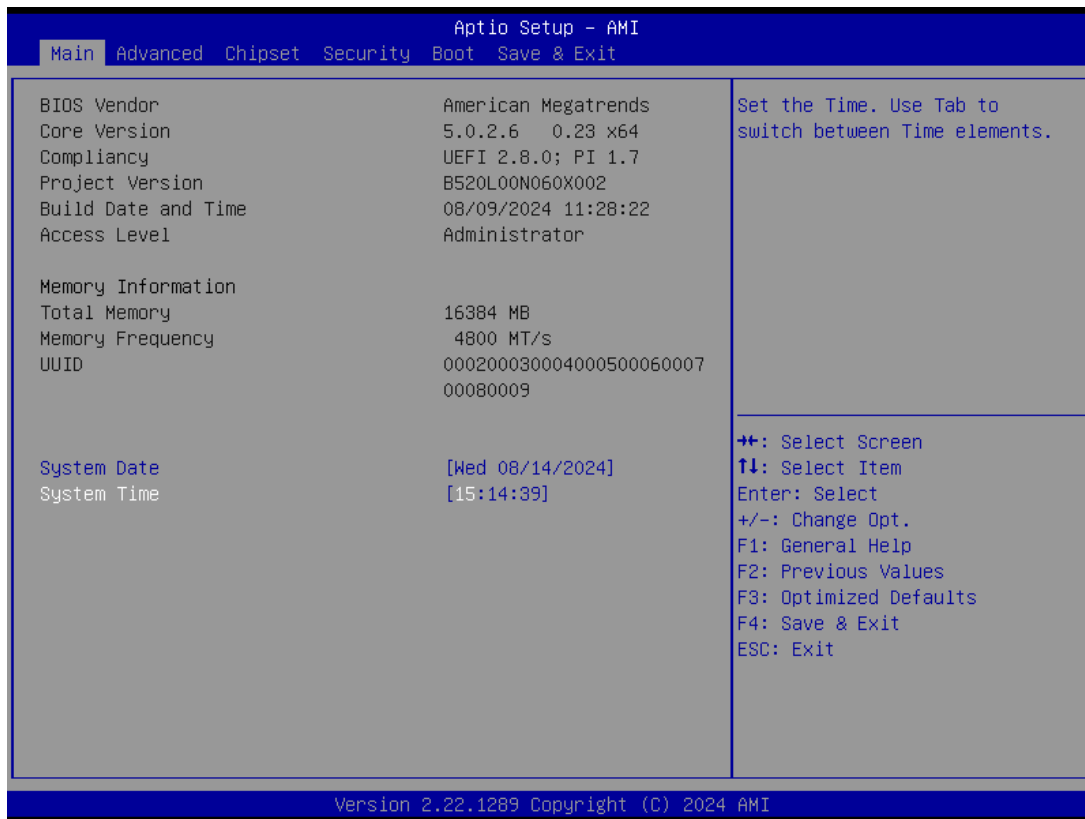 Aptio Setup – AMI
Main Advanced Chipset Security Boot Save & Exit
BIOS Vendor American Megatrends
Core Version 5.0.2.6 0.23 x64
Compliancy UEFI 2.8.0; PI 1.7
Project Version B520L00N060X002
Build Date and Time 08/09/2024 11:28:22
Access Level Administrator
Memory Information
Total Memory 16384 MB
Memory Frequency 4800 MT/s
UUID 000200030004000500060007
00080009
System Date [Wed 08/14/2024]
System Time [15:14:39]
Set the Time. Use Tab to
switch between Time elements.
→←: Select Screen
↑↓: Select Item
Enter: Select
+/-: Change Opt.
F1: General Help
F2: Previous Values
F3: Optimized Defaults
F4: Save & Exit
ESC: Exit
Version 2.22.1289 Copyright (C) 2024 AMI